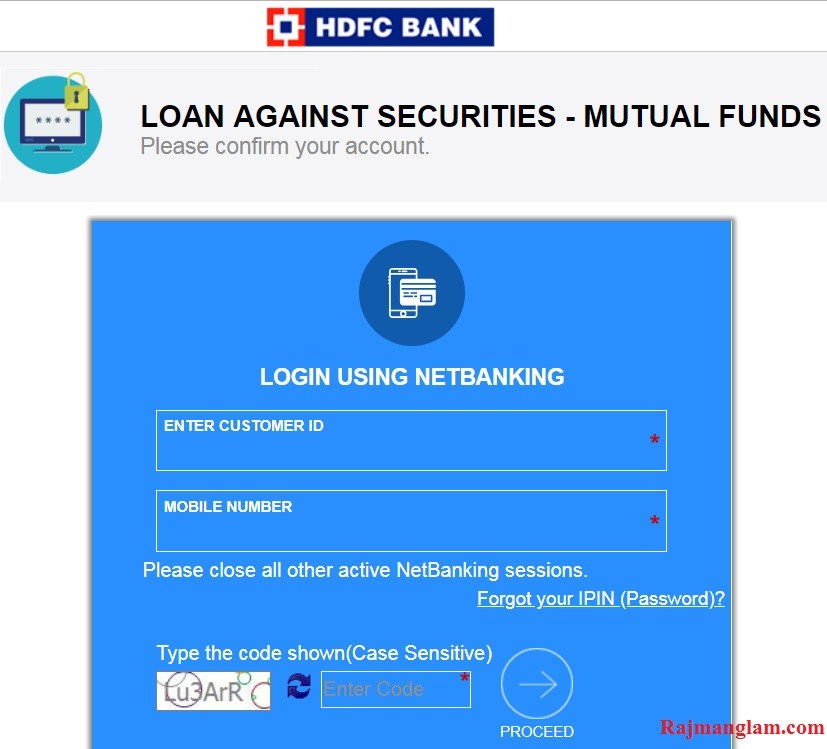 HDFC BANK
LOAN AGAINST SECURITIES - MUTUAL FUNDS
Please confirm your account.
****
LOGIN USING NETBANKING
ENTER CUSTOMER ID
*
MOBILE NUMBER
*
Please close all other active NetBanking sessions.
Forgot your IPIN (Password)?
Type the code shown(Case Sensitive)
Lu3ArR
Enter Code
*
PROCEED
Rajmanglam.com